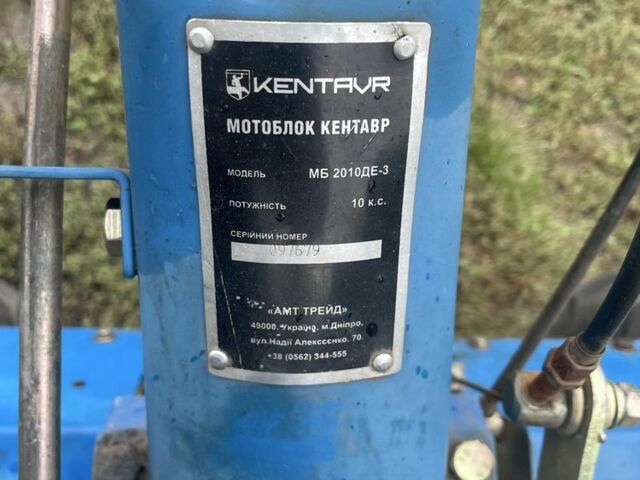 KENTAVR
МОТОБЛОК КЕНТАВР
МОДЕЛЬ МБ 2010ДЕ-3
ПОТУЖНІСТЬ 10 к.с.
СЕРІЙНИЙ НОМЕР
097679
«АМТ ТРЕЙД»
49000, Україна, м.Дніпро,
вул.Надії Алексєєнко, 70
+38 (0562) 344-555